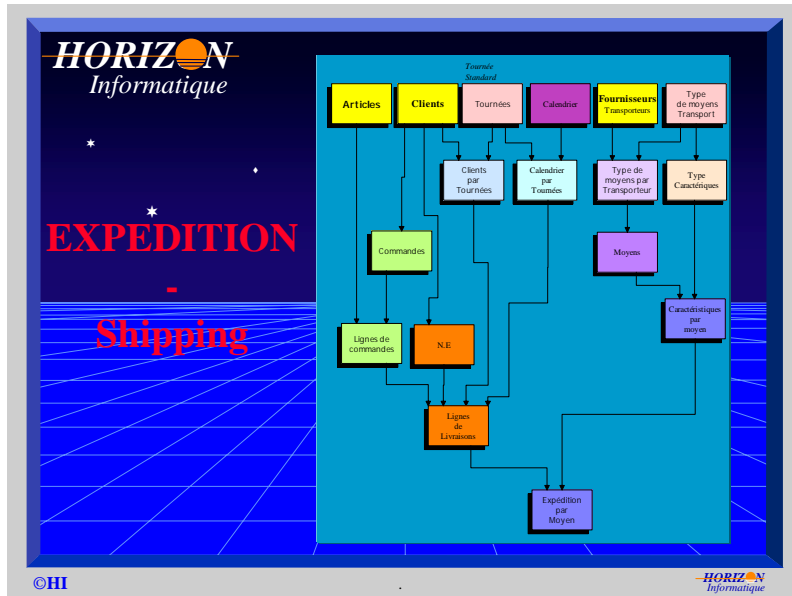 HORIZON
Informatique
EXPEDITION
-
Shipping
Tournée
Standard
Articles
Clients
Tournées
Calendrier
Fournisseurs
Transporteurs
Type
de moyens
Transport
Clients
par
Tournées
Calendrier
par
Tournées
Type de
moyens par
Transporteur
Type
Caractériques
Commandes
Moyens
Caractéristiques
par
moyen
Lignes de
commandes
N.E
Lignes
de
Livraisons
Expédition
par
Moyen
©HI
.
HORIZON
Informatique